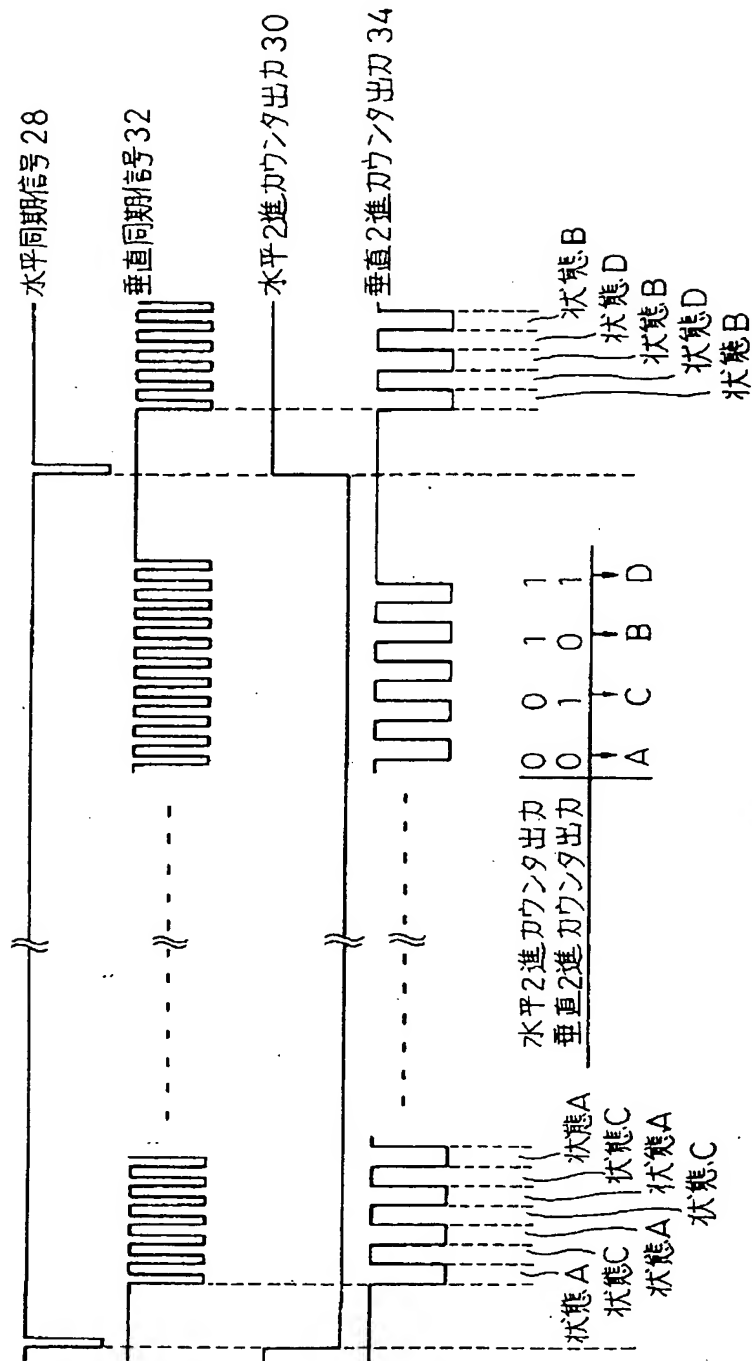 水平同期信号28
垂直同期信号32
水平2進カウンタ出力30
垂直2進カウンタ出力34
状態A
状態C
状態A
状態C
状態A
状態C
状態A
状態B
状態D
状態B
状態D
状態B
水平2進カウンタ出力 0 0 1 1
垂直2進カウンタ出力 0 1 0 1
A C B D